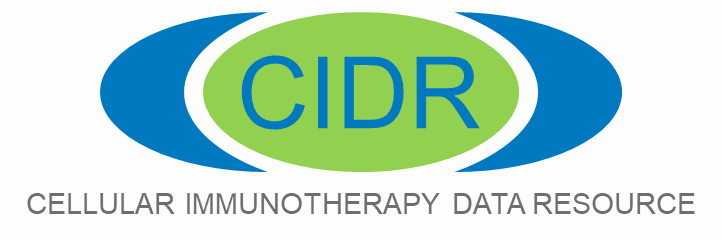 CIDR
CELLULAR IMMUNOTHERAPY DATA RESOURCE